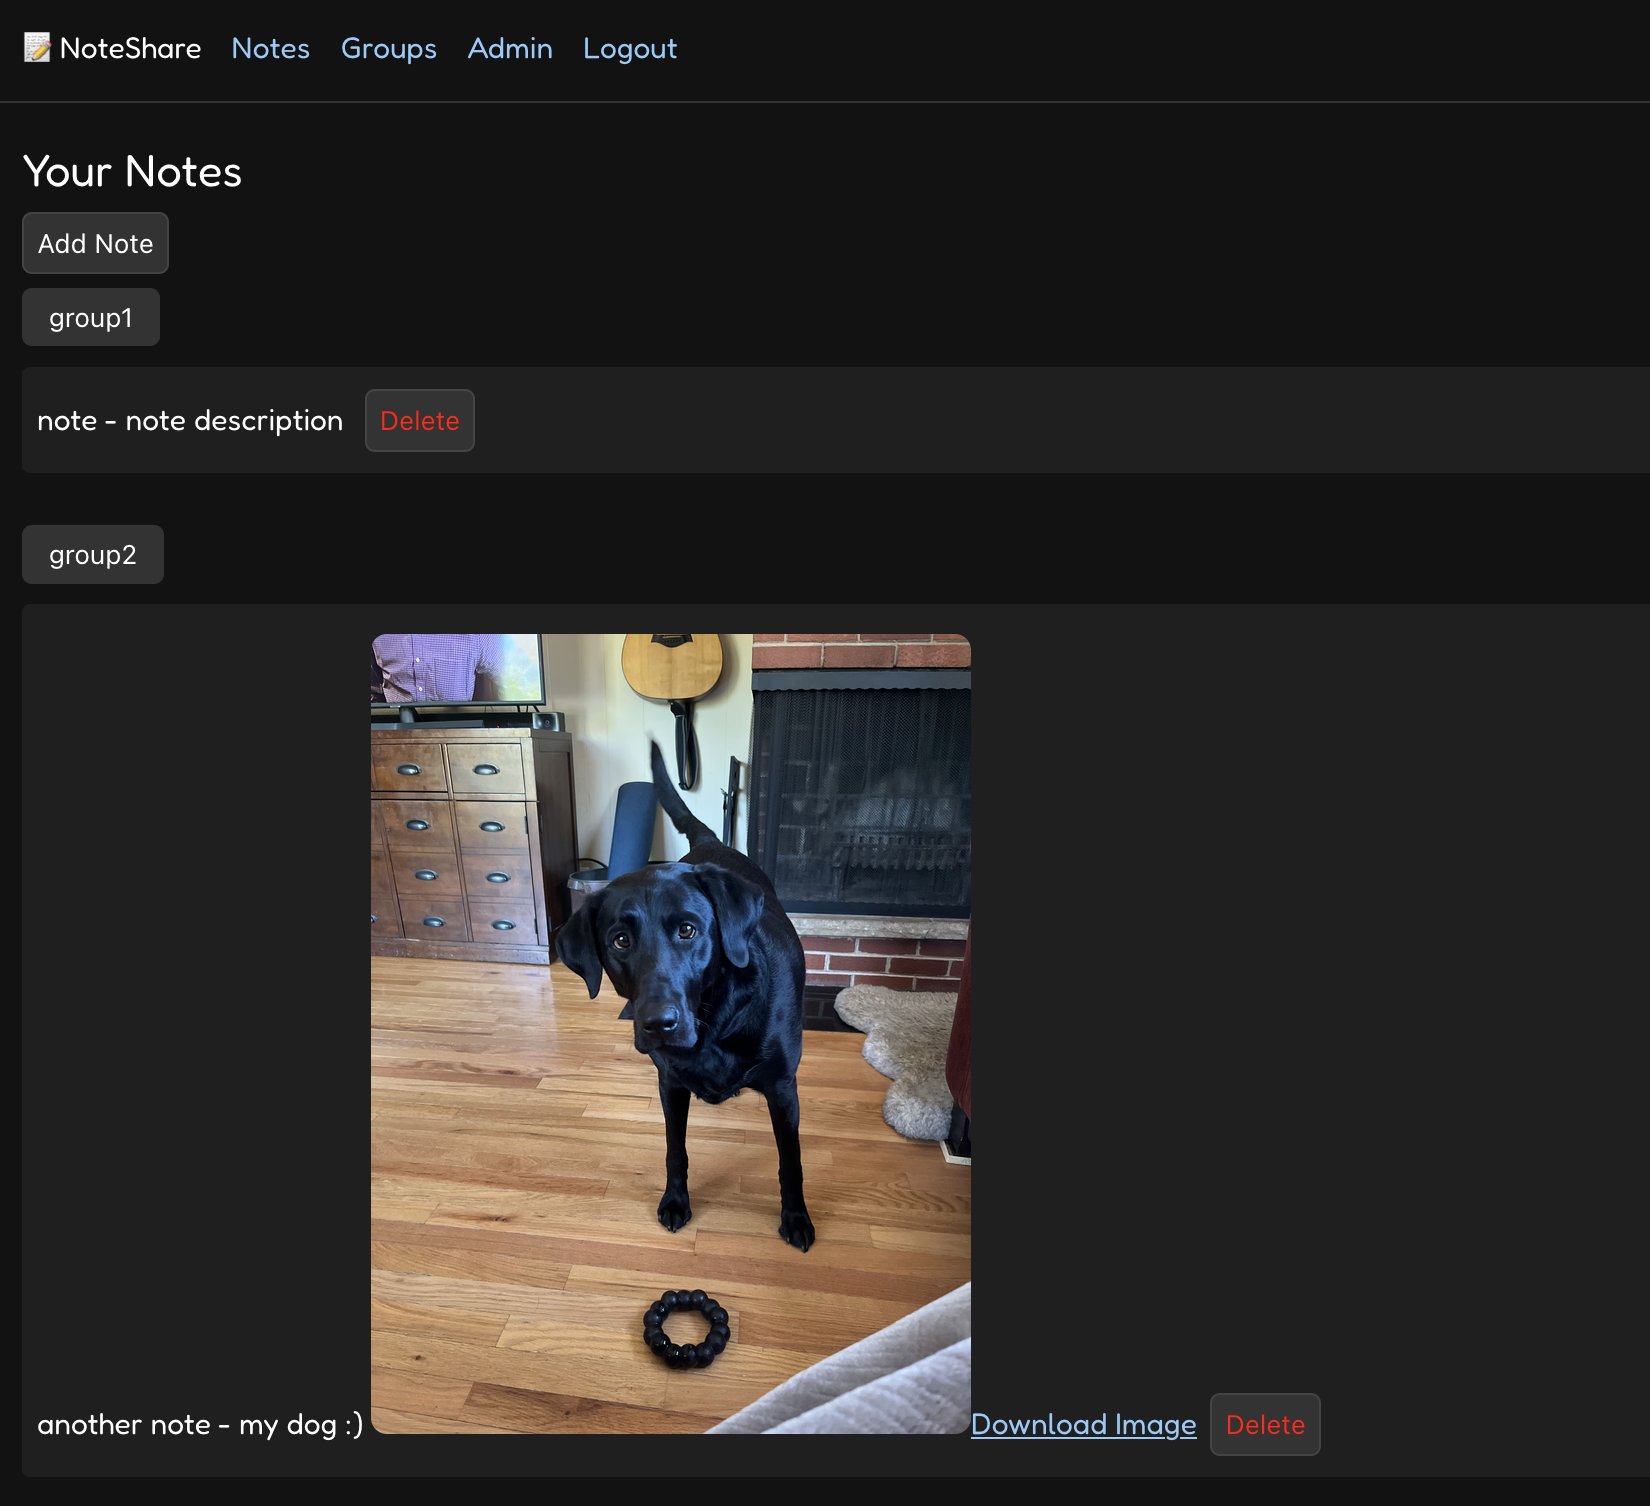 NoteShare Notes Groups Admin Logout
Your Notes
Add Note
group1
note - note description Delete
group2
another note - my dog :) Download Image Delete